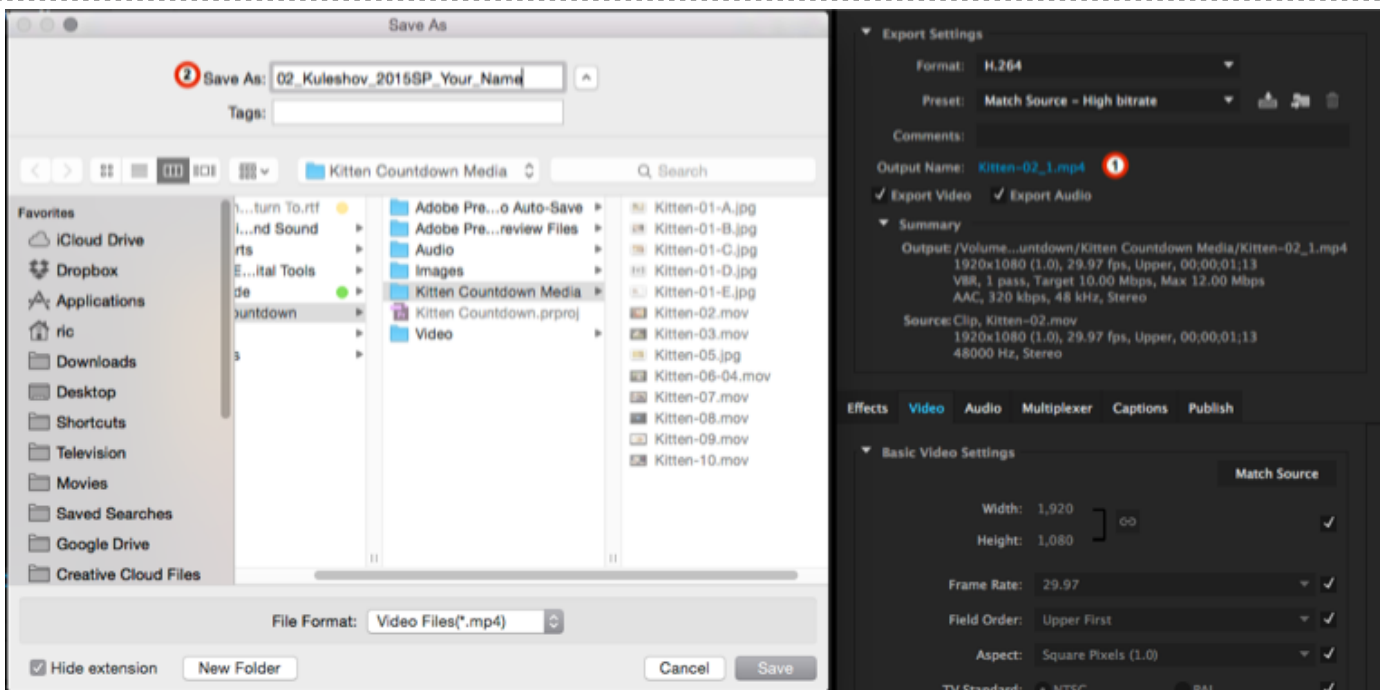 Save As
2 Save As: 02_Kuleshov_2015SP_Your_Name
Tags:
Kitten Countdown Media
Search
Favorites
iCloud Drive
Dropbox
Applications
ric
Downloads
Desktop
Shortcuts
Television
Movies
Saved Searches
Google Drive
Creative Cloud Files
...turn To.rtf
...nd Sound
rts
E...ital Tools
de
ountdown
s
Adobe Pre...o Auto-Save
Adobe Pre...review Files
Audio
Images
Kitten Countdown Media
Kitten Countdown.prproj
Video
Kitten-01-A.jpg
Kitten-01-B.jpg
Kitten-01-C.jpg
Kitten-01-D.jpg
Kitten-01-E.jpg
Kitten-02.mov
Kitten-03.mov
Kitten-05.jpg
Kitten-06-04.mov
Kitten-07.mov
Kitten-08.mov
Kitten-09.mov
Kitten-10.mov
File Format: Video Files(*.mp4)
Hide extension New Folder Cancel Save
Export Settings
Format: H.264
Preset: Match Source – High bitrate
Comments:
Output Name: Kitten-02_1.mp4 1
Export Video Export Audio
Summary
Output: /Volume...untdown/Kitten Countdown Media/Kitten-02_1.mp4
1920x1080 (1.0), 29.97 fps, Upper, 00;00;01;13
VBR, 1 pass, Target 10.00 Mbps, Max 12.00 Mbps
AAC, 320 kbps, 48 kHz, Stereo
Source: Clip, Kitten-02.mov
1920x1080 (1.0), 29.97 fps, Upper, 00;00;01;13
48000 Hz, Stereo
Effects Video Audio Multiplexer Captions Publish
Basic Video Settings
Match Source
Width: 1,920
Height: 1,080
Frame Rate: 29.97
Field Order: Upper First
Aspect: Square Pixels (1.0)
TV Standard: NTSC PAL